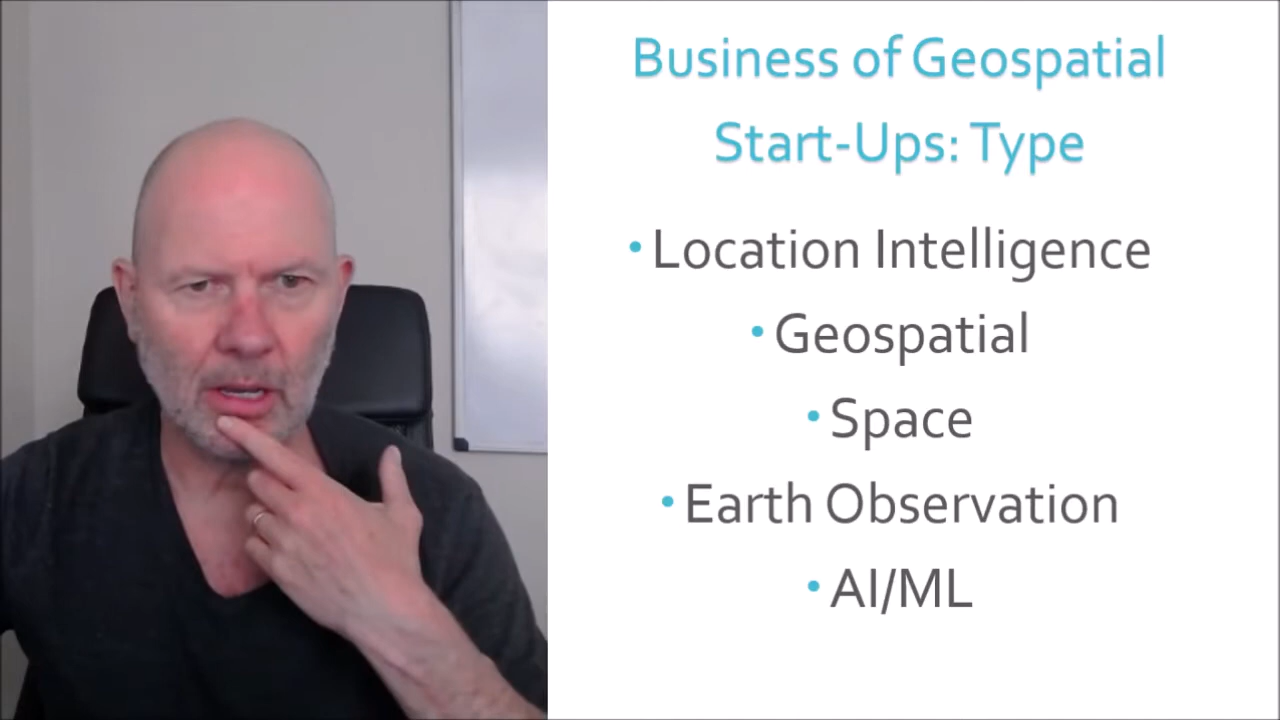 Business of Geospatial
Start-Ups: Type
• Location Intelligence
• Geospatial
• Space
• Earth Observation
• AI/ML